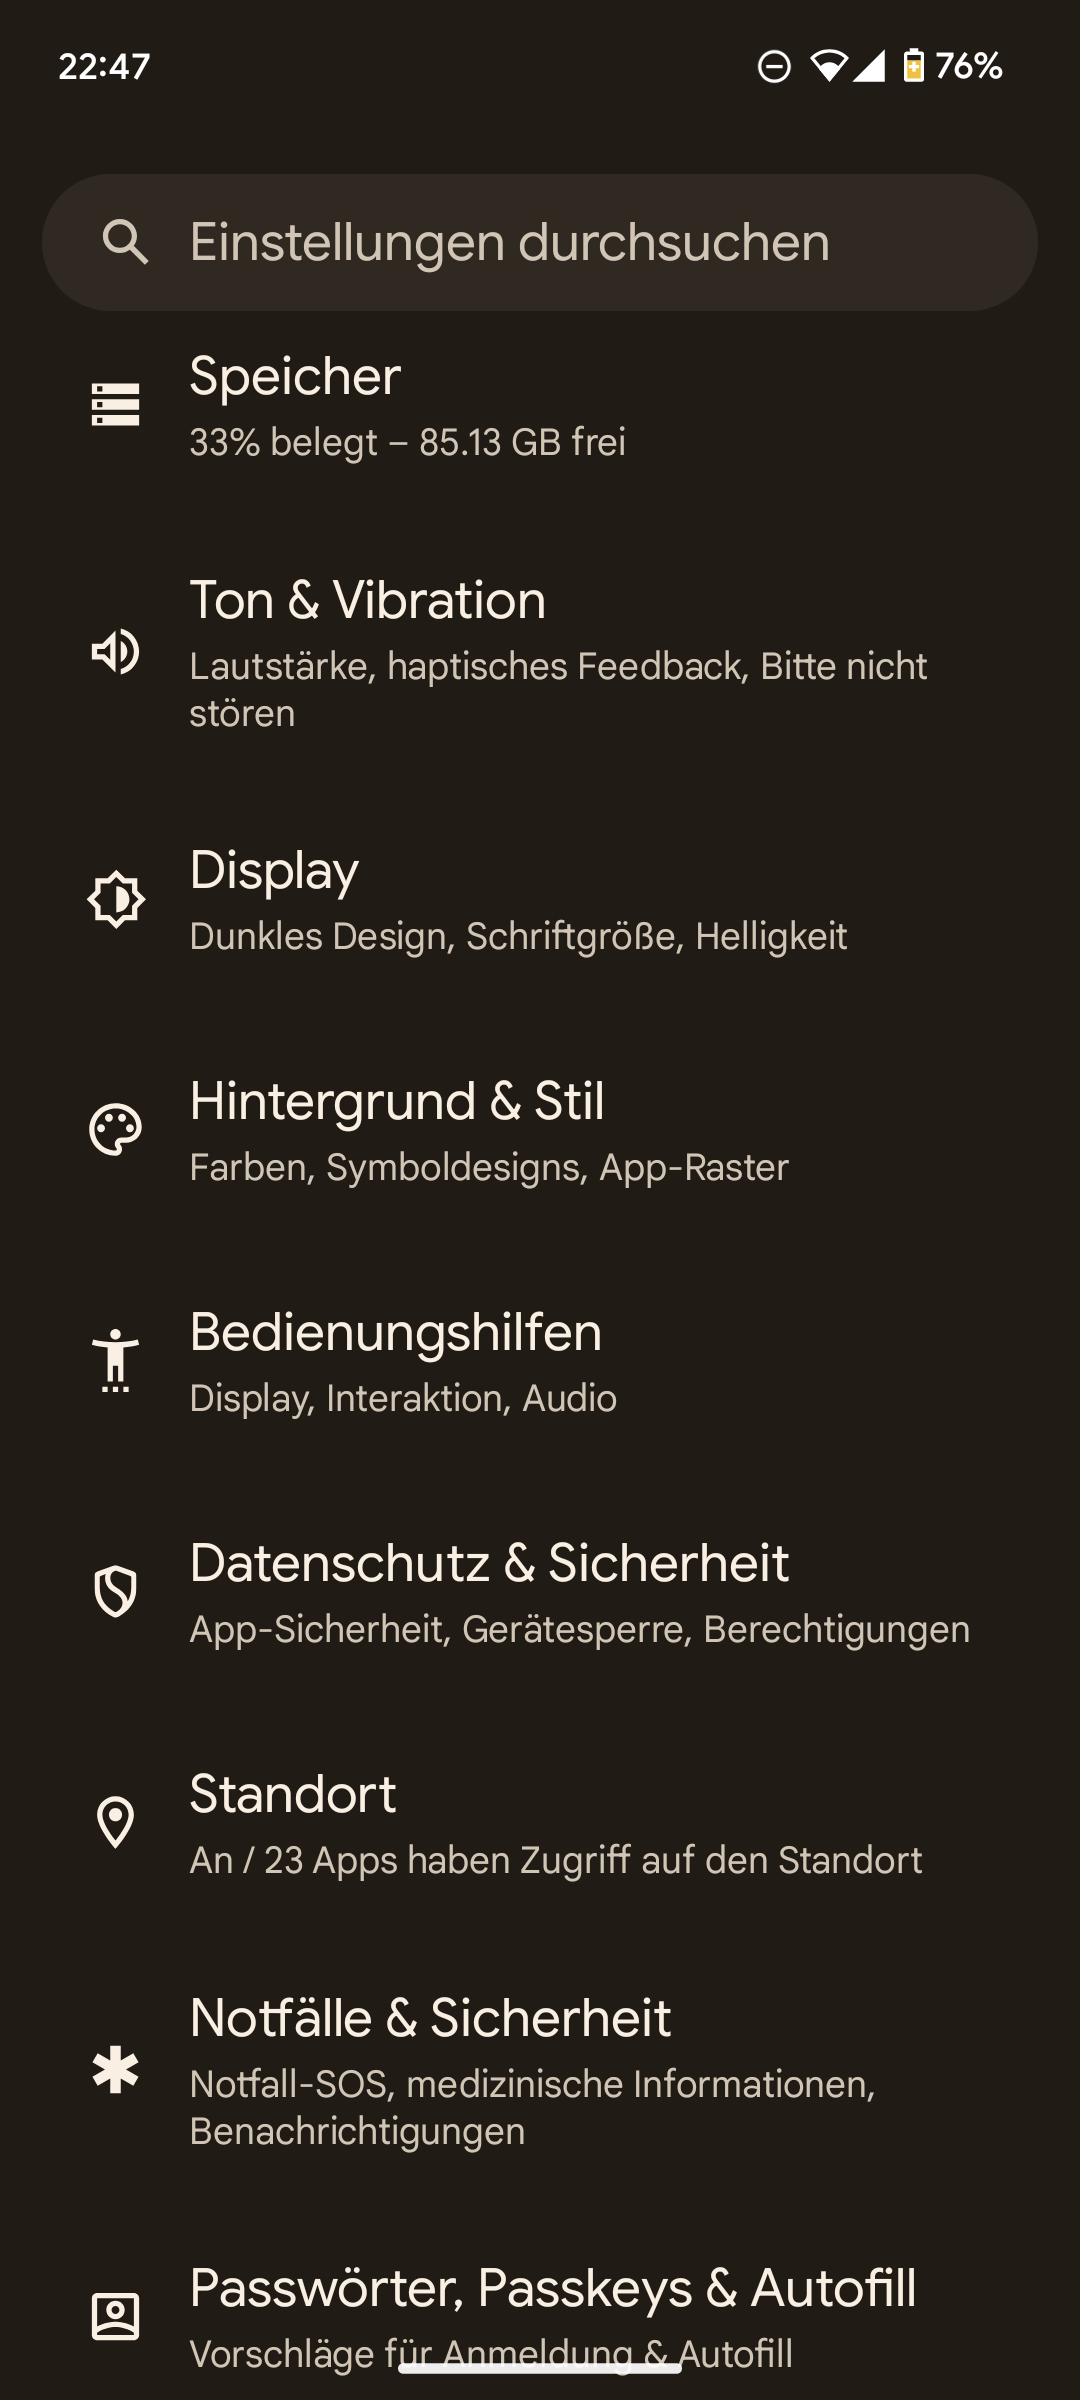 22:47
76%
Einstellungen durchsuchen
Speicher
33% belegt – 85.13 GB frei
Ton & Vibration
Lautstärke, haptisches Feedback, Bitte nicht
stören
Display
Dunkles Design, Schriftgröße, Helligkeit
Hintergrund & Stil
Farben, Symboldesigns, App-Raster
Bedienungshilfen
Display, Interaktion, Audio
Datenschutz & Sicherheit
App-Sicherheit, Gerätesperre, Berechtigungen
Standort
An / 23 Apps haben Zugriff auf den Standort
Notfälle & Sicherheit
Notfall-SOS, medizinische Informationen,
Benachrichtigungen
Passwörter, Passkeys & Autofill
Vorschläge für Anmeldung & Autofill